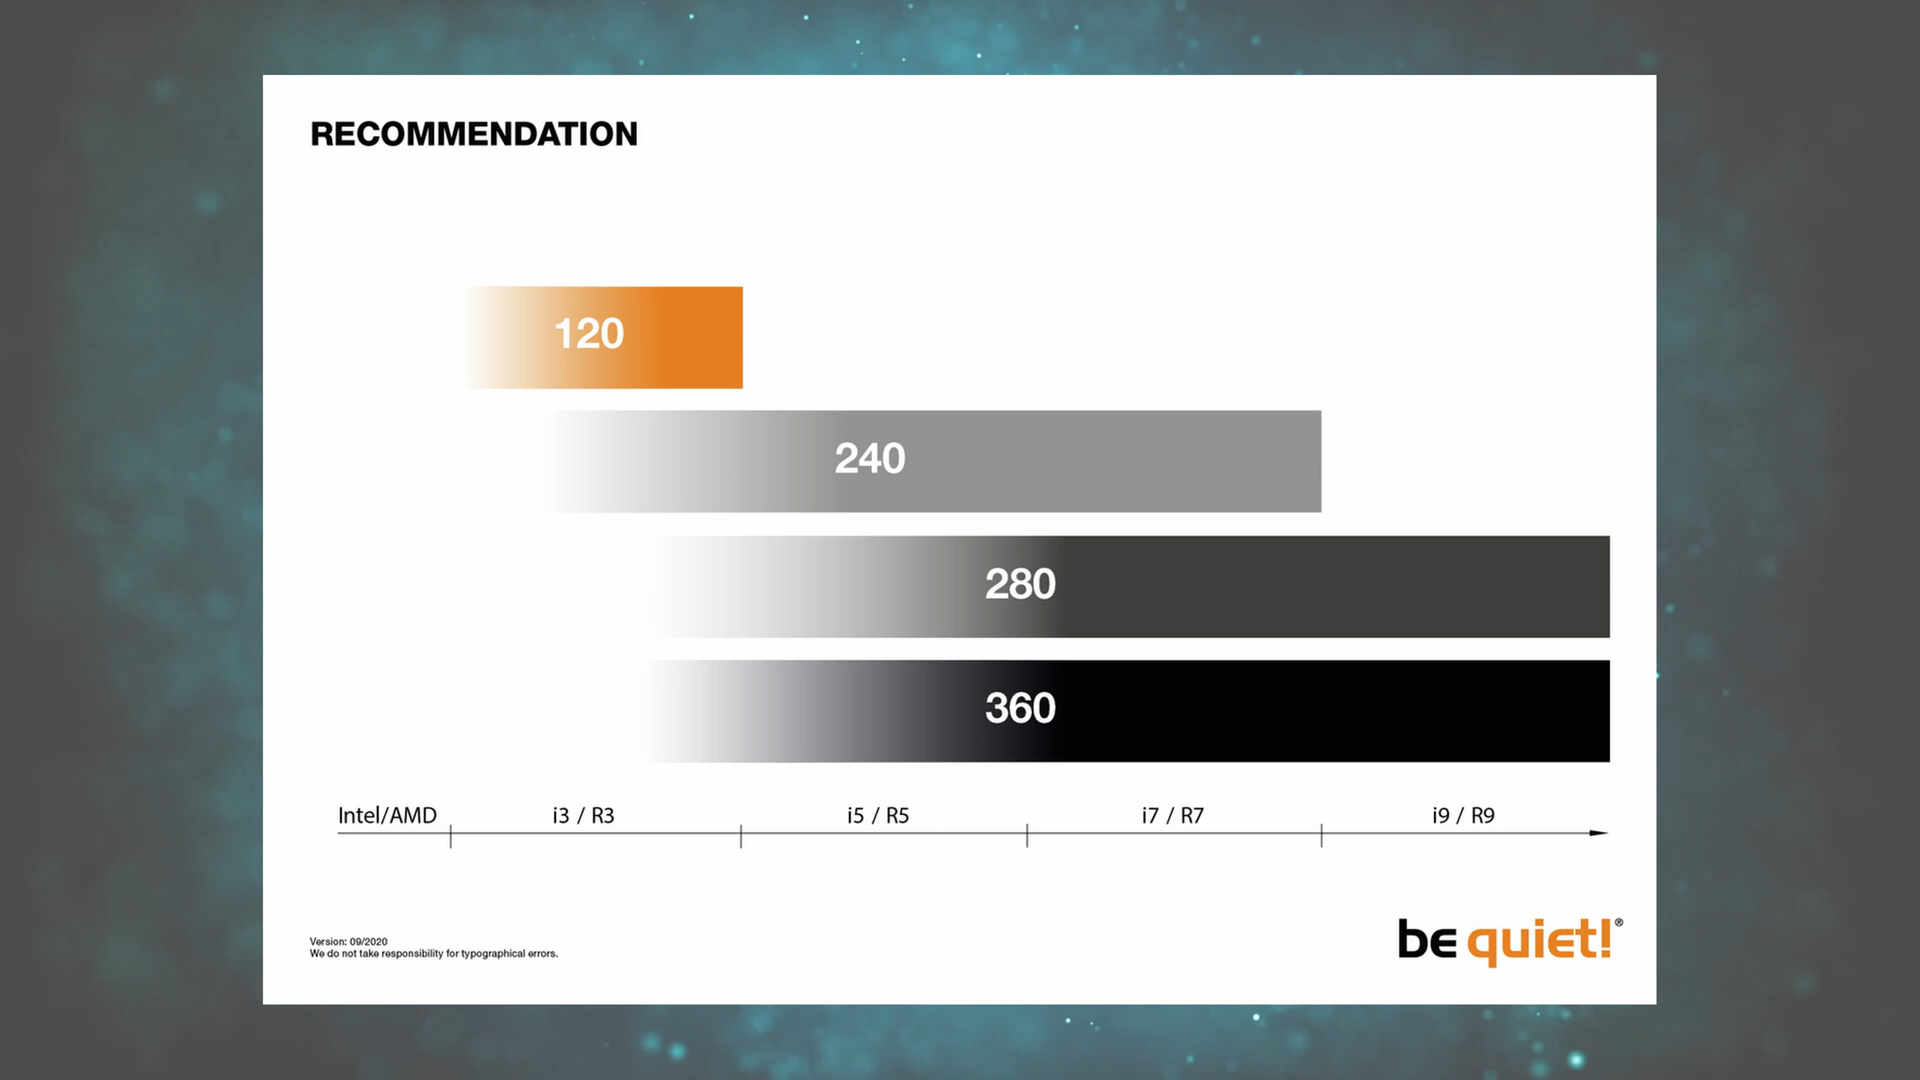 RECOMMENDATION
120
240
280
360
Intel/AMD i3 / R3 i5 / R5 i7 / R7 i9 / R9
Version: 09/2020
We do not take responsibility for typographical errors.
be quiet!®